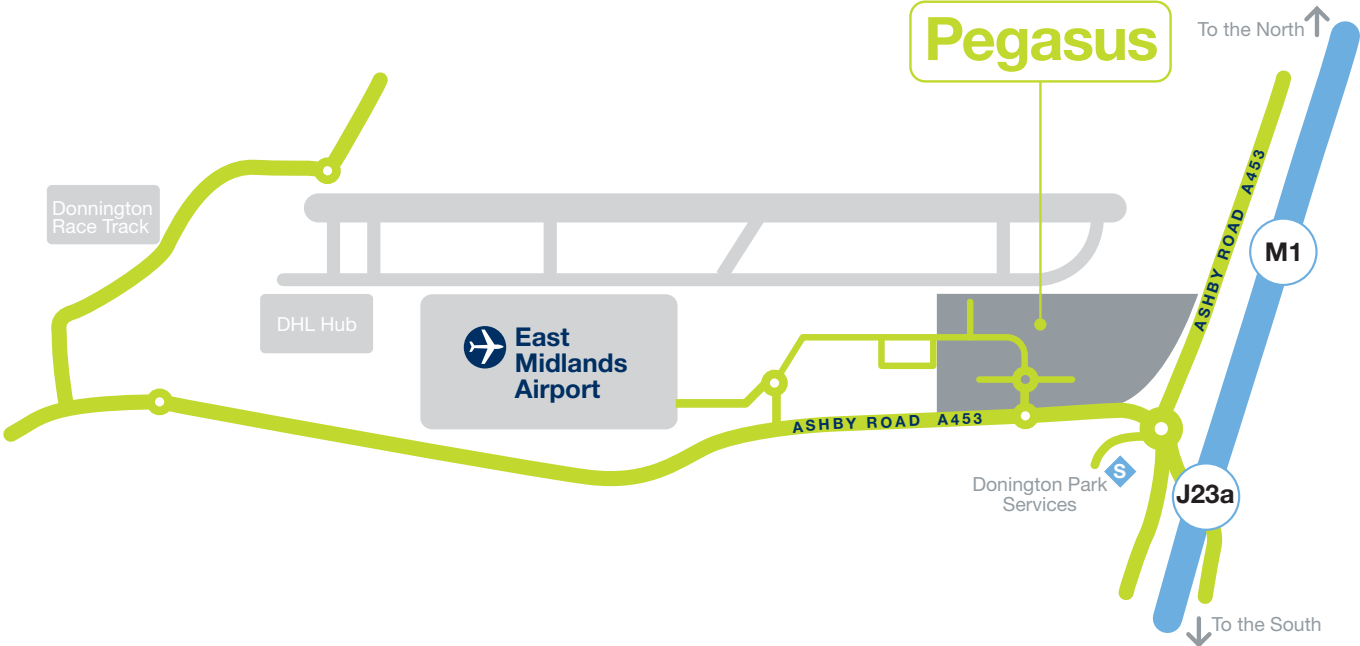 To the North
Pegasus
ASHBY ROAD A453
Donnington
Race Track
M1
DHL Hub
East
Midlands
Airport
ASHBY ROAD A453
S
Donington Park
Services
J23a
To the South